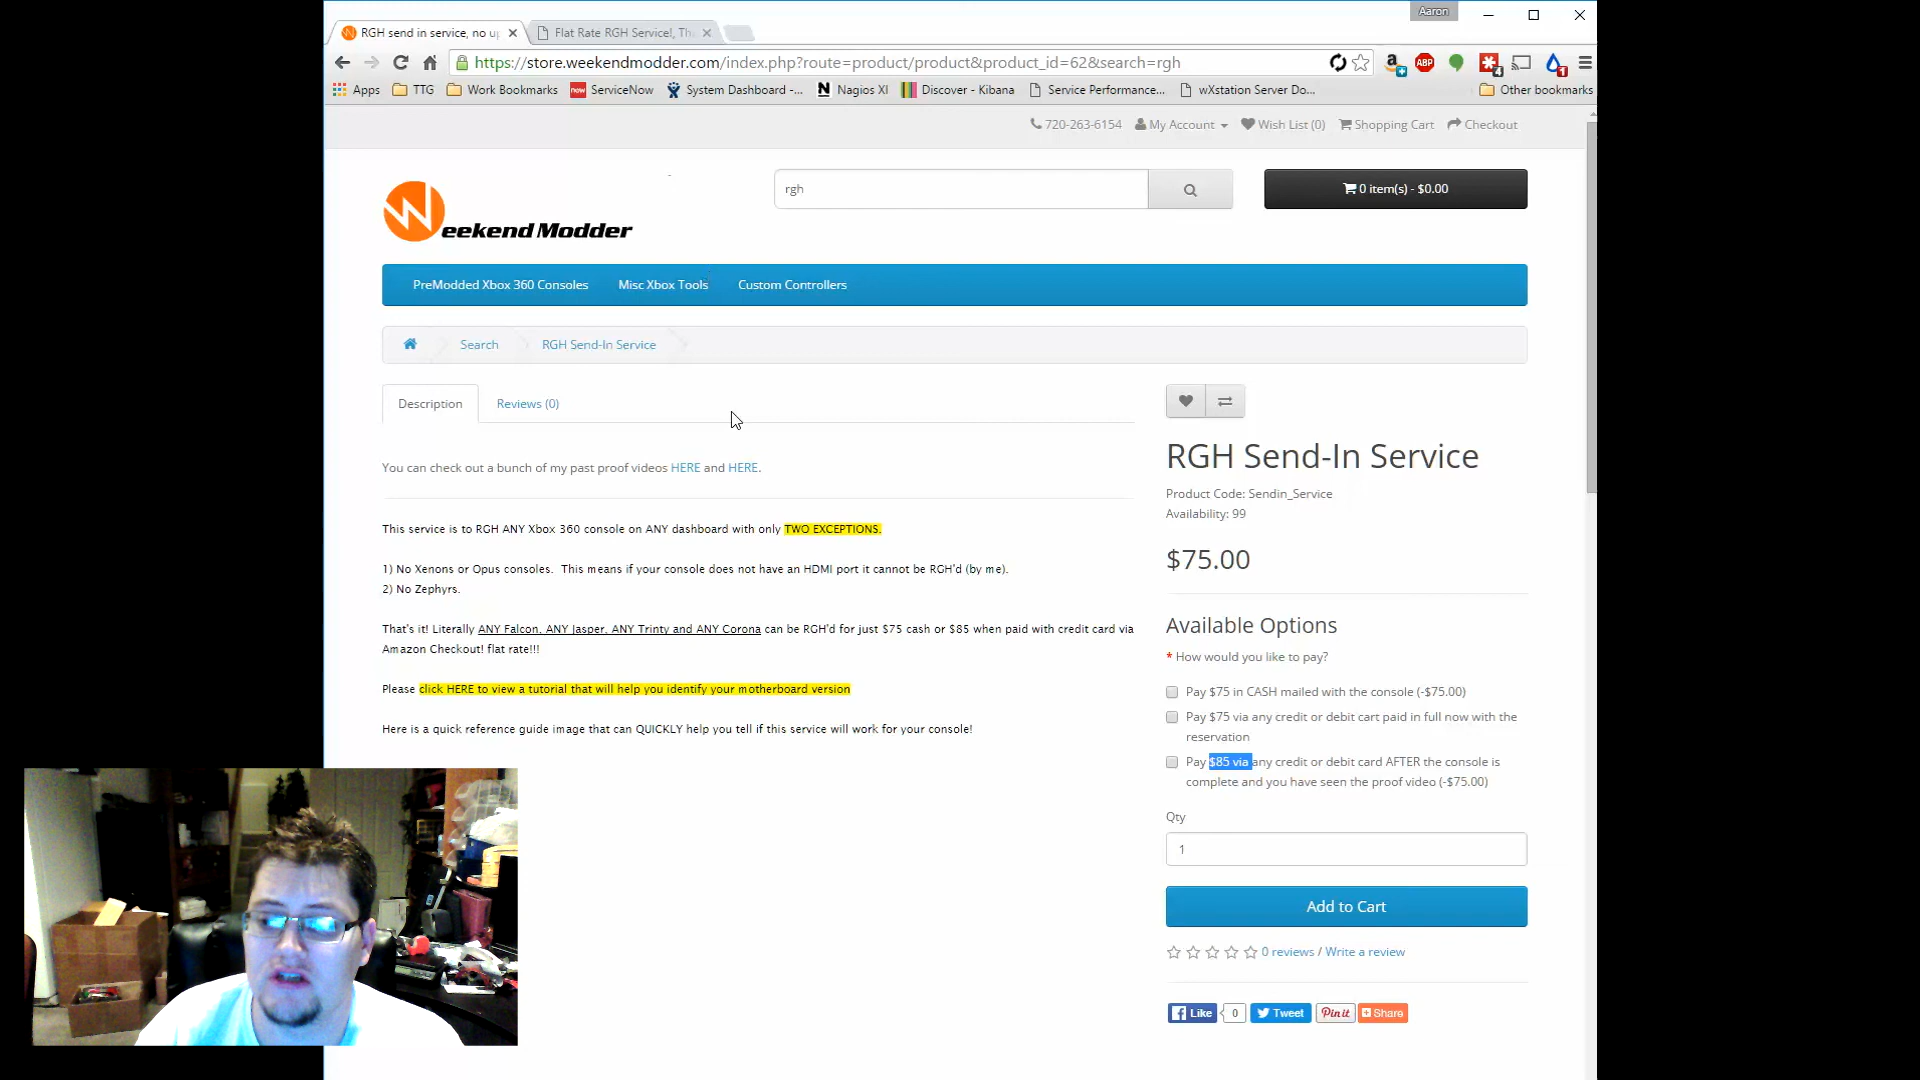 Aaron
RGH send in service, no up
Flat Rate RGH Service!, Th
https://store.weekendmodder.com/index.php?route=product/product&product_id=62&search=rgh
ABP
4
1
Apps
TTG
Work Bookmarks
now ServiceNow
System Dashboard -...
N Nagios XI
Discover - Kibana
Service Performance...
wXstation Server Do...
Other bookmarks
720-263-6154
My Account
Wish List (0)
Shopping Cart
Checkout
Weekend Modder
rgh
0 item(s) - $0.00
PreModded Xbox 360 Consoles
Misc Xbox Tools
Custom Controllers
Search
RGH Send-In Service
Description
Reviews (0)
You can check out a bunch of my past proof videos HERE and HERE.
This service is to RGH ANY Xbox 360 console on ANY dashboard with only TWO EXCEPTIONS.
1) No Xenons or Opus consoles. This means if your console does not have an HDMI port it cannot be RGH'd (by me).
2) No Zephyrs.
That's it! Literally ANY Falcon, ANY Jasper, ANY Trinty and ANY Corona can be RGH'd for just $75 cash or $85 when paid with credit card via
Amazon Checkout! flat rate!!!
Please click HERE to view a tutorial that will help you identify your motherboard version
Here is a quick reference guide image that can QUICKLY help you tell if this service will work for your console!
RGH Send-In Service
Product Code: Sendin_Service
Availability: 99
$75.00
Available Options
* How would you like to pay?
Pay $75 in CASH mailed with the console (-$75.00)
Pay $75 via any credit or debit cart paid in full now with the
reservation
Pay $85 via any credit or debit card AFTER the console is
complete and you have seen the proof video (-$75.00)
Qty
1
Add to Cart
0 reviews / Write a review
Like
0
Tweet
Pinit
Share